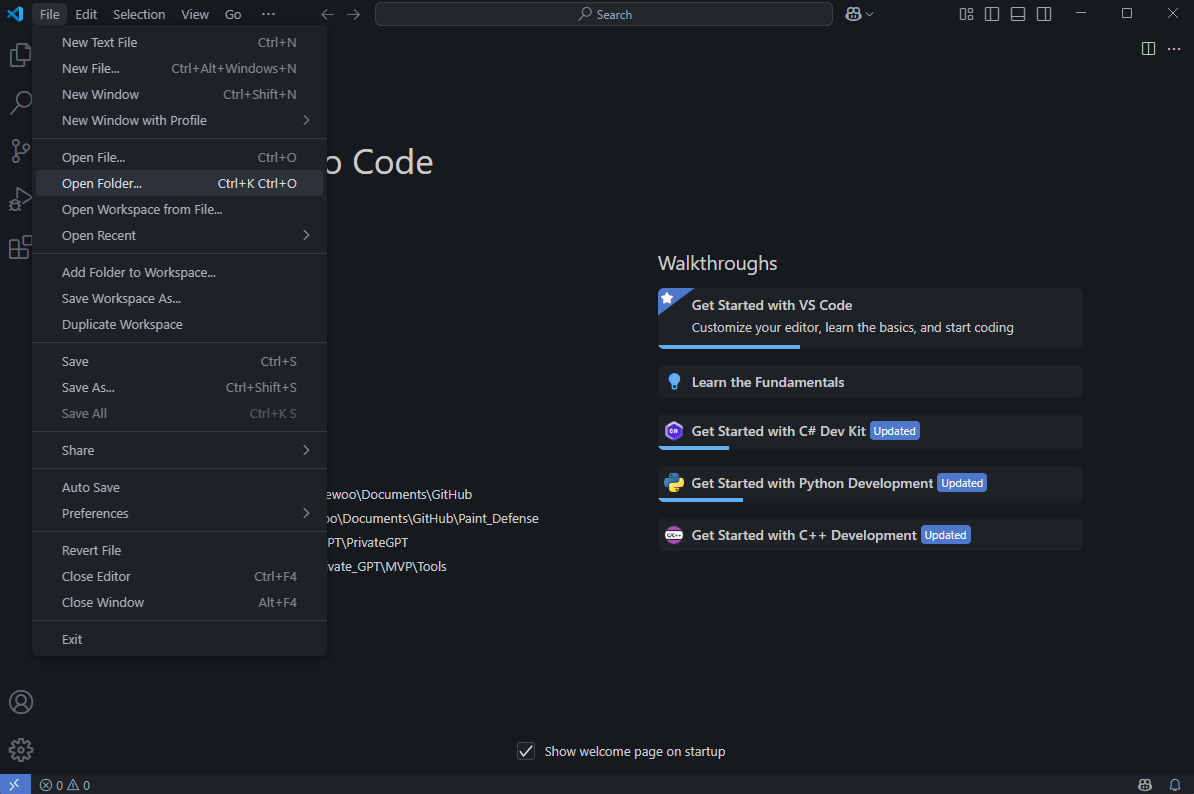 File Edit Selection View Go ...
Search
New Text File Ctrl+N
New File... Ctrl+Alt+Windows+N
New Window Ctrl+Shift+N
New Window with Profile
Open File... Ctrl+O
Open Folder... Ctrl+K Ctrl+O
Open Workspace from File...
Open Recent
Add Folder to Workspace...
Save Workspace As...
Duplicate Workspace
Save Ctrl+S
Save As... Ctrl+Shift+S
Save All Ctrl+K S
Share
Auto Save
Preferences
Revert File
Close Editor Ctrl+F4
Close Window Alt+F4
Exit
o Code
ewoo\Documents\GitHub
oo\Documents\GitHub\Paint_Defense
PT\PrivateGPT
vate_GPT\MVP\Tools
Walkthroughs
Get Started with VS Code
Customize your editor, learn the basics, and start coding
Learn the Fundamentals
C# Get Started with C# Dev Kit Updated
Get Started with Python Development Updated
C/C++ Get Started with C++ Development Updated
Show welcome page on startup
0 0